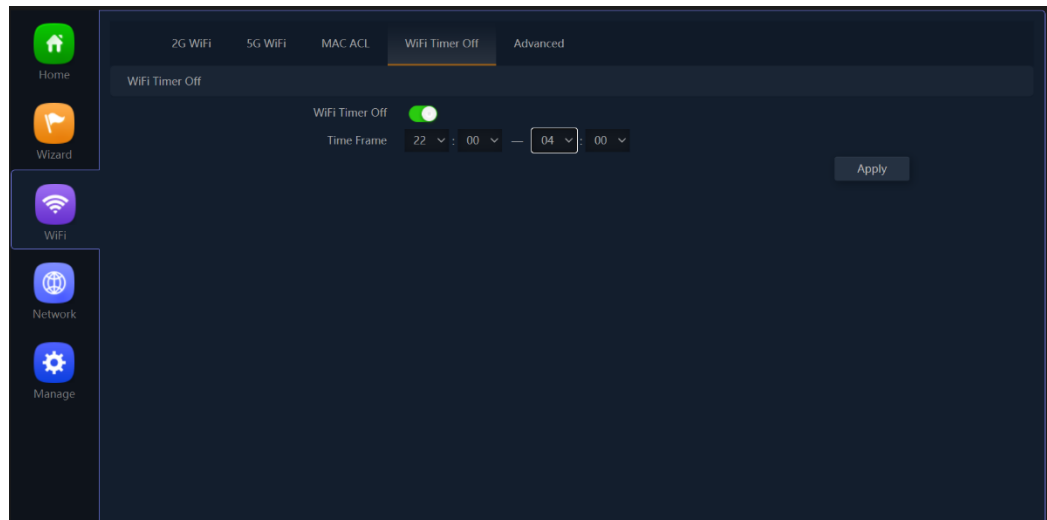 2G WiFi 5G WiFi MAC ACL WiFi Timer Off Advanced
Home
WiFi Timer Off
WiFi Timer Off
Time Frame 22 : 00 — 04 : 00
Wizard
Apply
WiFi
Network
Manage